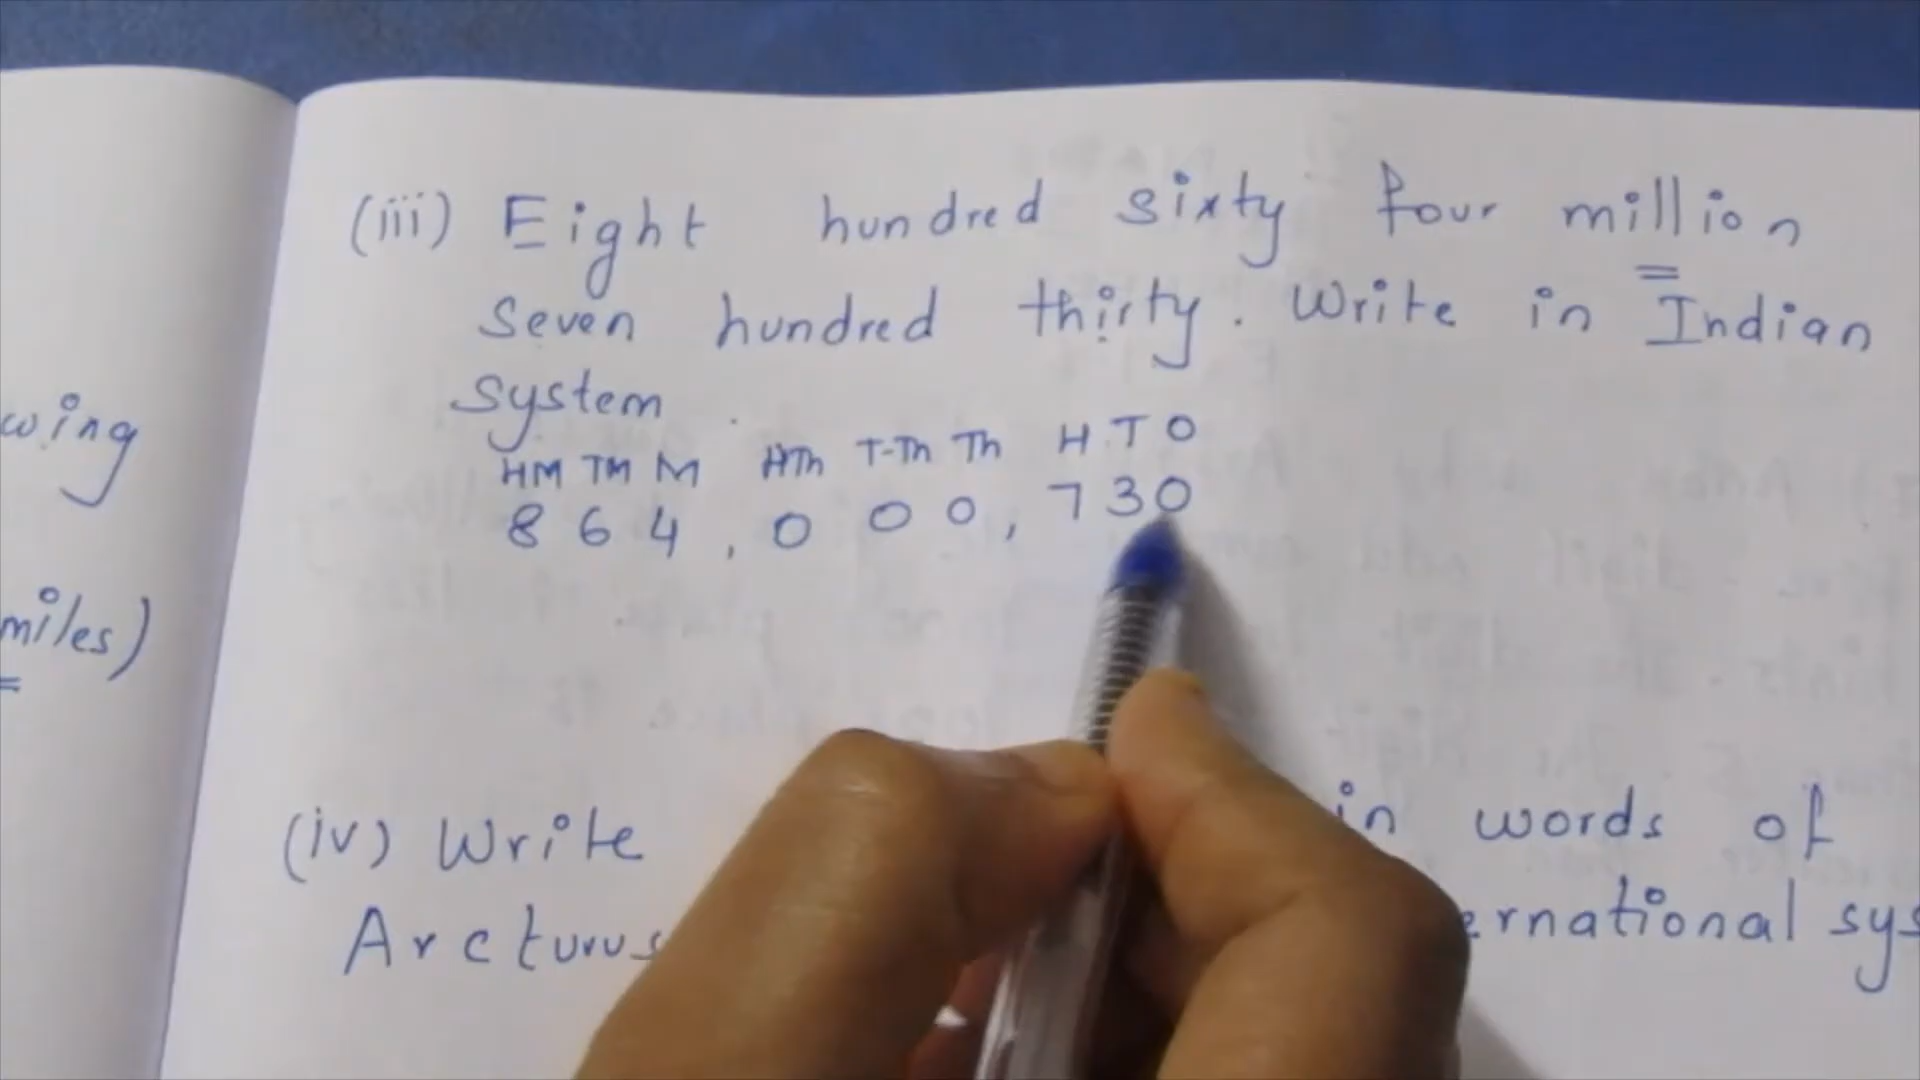 (iii) Eight hundred sixty four million
seven hundred thirty. Write in Indian
system.
HM TM M HTh T-Th Th H T O
8 6 4 , 0 0 0 , 7 3 0
wing
miles)
(iv) Write in words of
Arcturus ernational sys